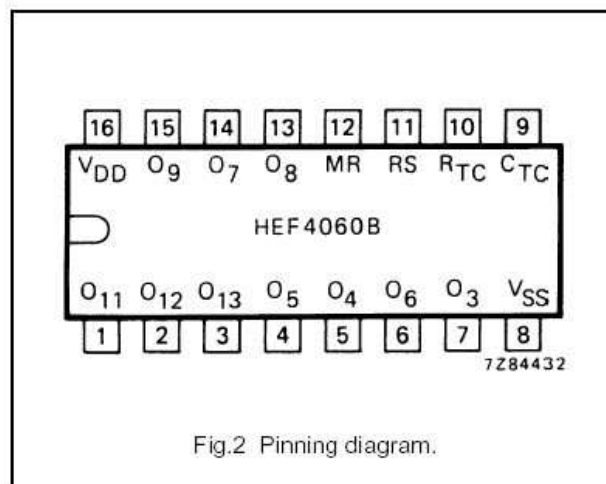 16 15 14 13 12 11 10 9
VDD O9 O7 O8 MR RS RTC CTC
HEF4060B
O11 O12 O13 O5 O4 O6 O3 VSS
1 2 3 4 5 6 7 8
7Z84432
Fig.2 Pinning diagram.